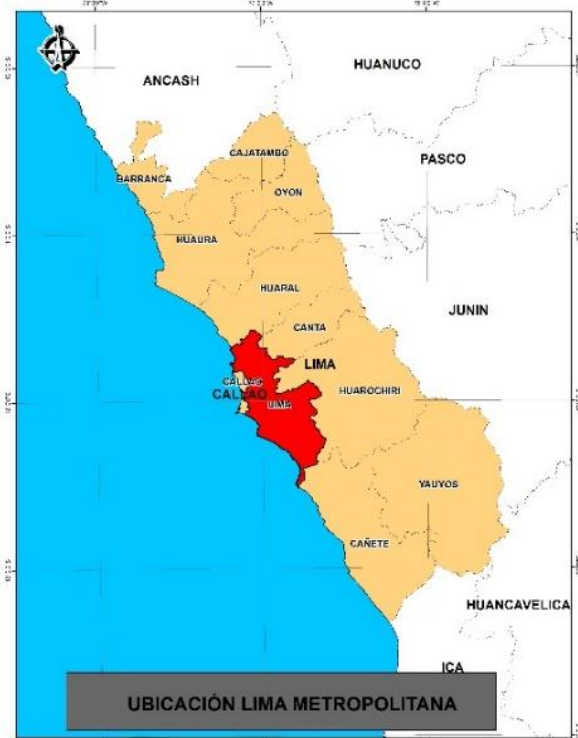 HUANUCO
ANCASH
PASCO
CAJATAMBO
BARRANCA
OYON
HUAURA
HUARAL
JUNIN
CANTA
LIMA
CALLAO
HUAROCHIRI
CALLAO
LIMA
YAUYOS
CAÑETE
HUANCAVELICA
ICA
UBICACIÓN LIMA METROPOLITANA